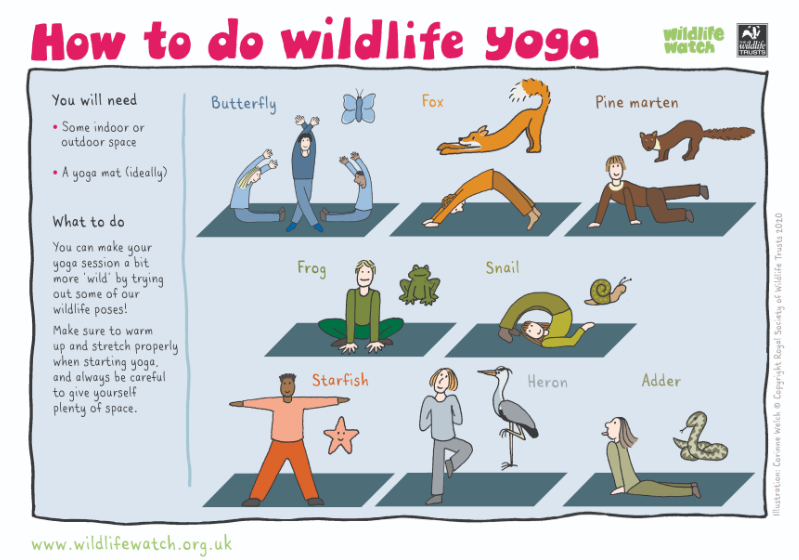 How to do wildlife yoga
wildlife
watch
THE
wildlife
TRUSTS
You will need
• Some indoor or
outdoor space
• A yoga mat (ideally)
What to do
You can make your
yoga session a bit
more 'wild' by trying
out some of our
wildlife poses!
Make sure to warm
up and stretch properly
when starting yoga,
and always be careful
to give yourself
plenty of space.
Butterfly
Fox
Pine marten
Frog
Snail
Starfish
Heron
Adder
Illustration: Corinne Welch © Copyright Royal Society of Wildlife Trusts 2020
www.wildlifewatch.org.uk